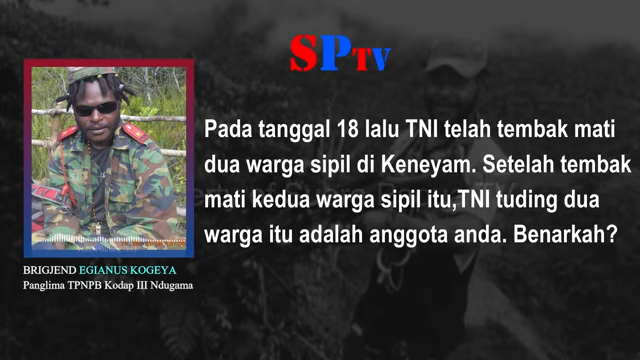 SPTV
Pada tanggal 18 lalu TNI telah tembak mati
dua warga sipil di Keneyam. Setelah tembak
mati kedua warga sipil itu,TNI tuding dua
warga itu adalah anggota anda. Benarkah?
BRIGJEND EGIANUS KOGEYA
Panglima TPNPB Kodap III Ndugama